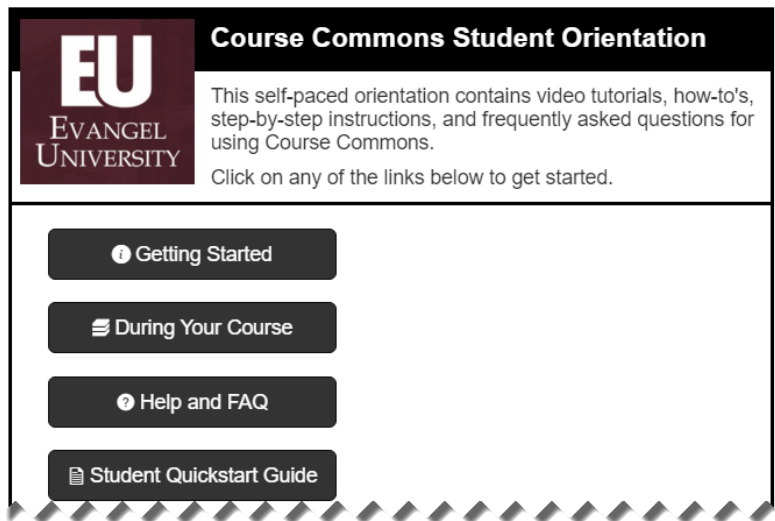 EU
EVANGEL
UNIVERSITY
Course Commons Student Orientation
This self-paced orientation contains video tutorials, how-to's,
step-by-step instructions, and frequently asked questions for
using Course Commons.
Click on any of the links below to get started.
Getting Started
During Your Course
Help and FAQ
Student Quickstart Guide